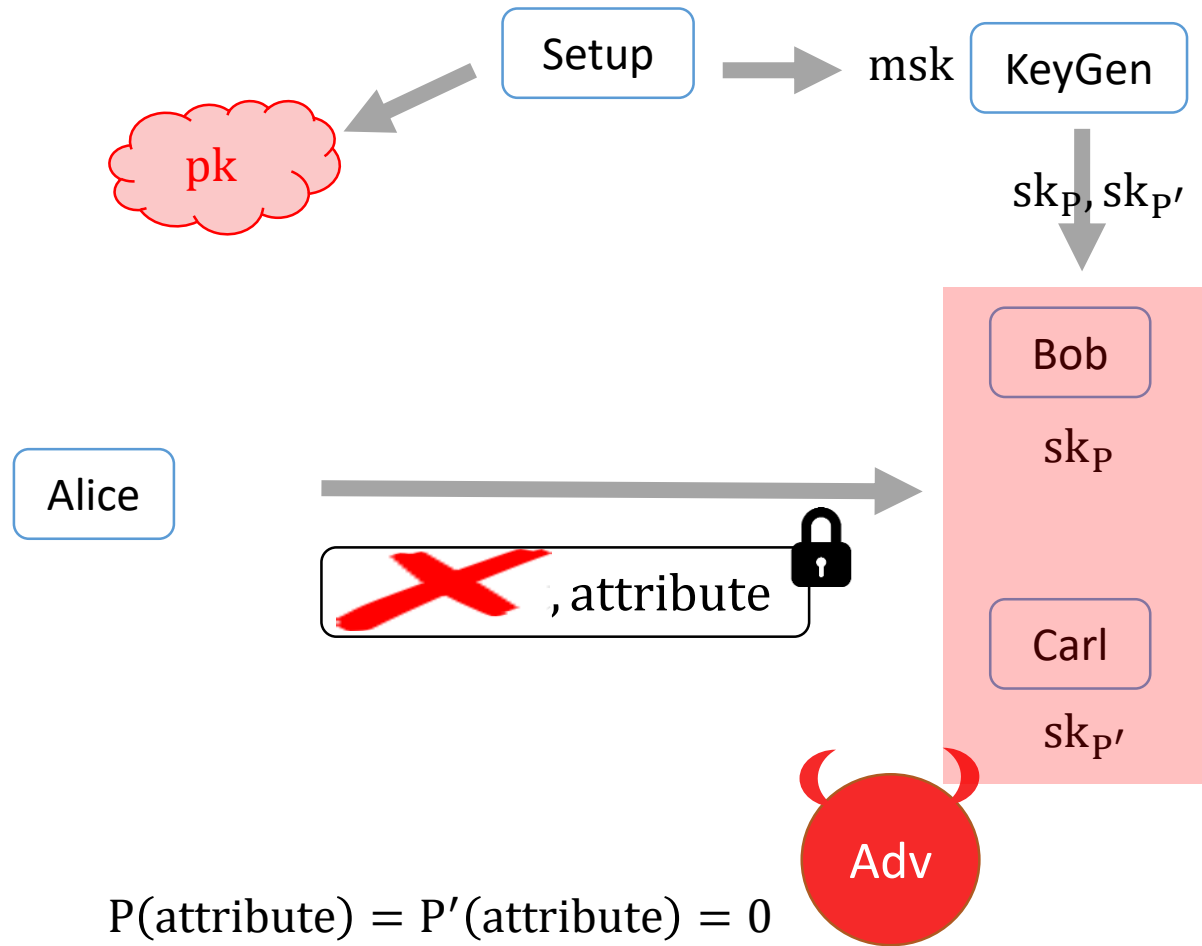 Setup
msk
KeyGen
pk
sk_P, sk_P′
Bob
sk_P
Alice
, attribute
Carl
sk_P′
Adv
P(attribute) = P′(attribute) = 0